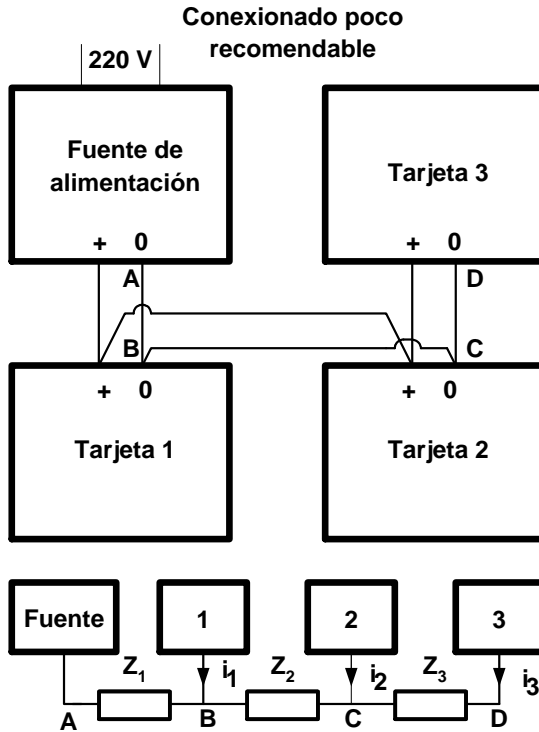 Conexionado poco
recomendable
220 V
Fuente de
alimentación
+ 0
A
Tarjeta 3
+ 0
D
B
C
+ 0
Tarjeta 1
+ 0
Tarjeta 2
Fuente
1
2
3
Z1
i1
Z2
i2
Z3
i3
A
B
C
D